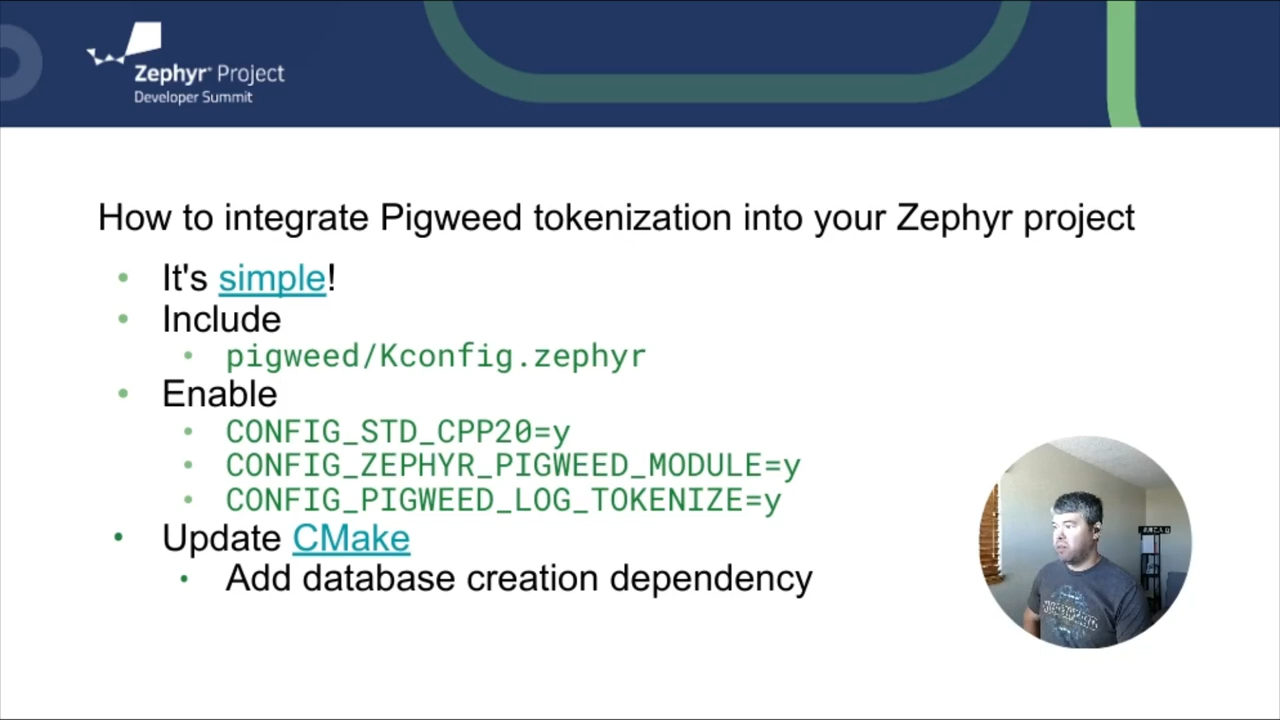 Zephyr® Project
Developer Summit
How to integrate Pigweed tokenization into your Zephyr project
• It's simple!
• Include
• pigweed/Kconfig.zephyr
• Enable
• CONFIG_STD_CPP20=y
• CONFIG_ZEPHYR_PIGWEED_MODULE=y
• CONFIG_PIGWEED_LOG_TOKENIZE=y
• Update CMake
• Add database creation dependency